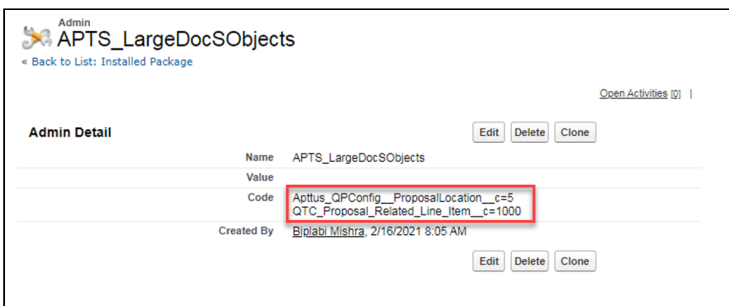 Admin
APTS_LargeDocSObjects
« Back to List: Installed Package
Open Activities [0] |
Admin Detail
Edit Delete Clone
Name APTS_LargeDocSObjects
Value
Code Apttus_QPConfig__ProposalLocation__c=5
QTC_Proposal_Related_Line_Item__c=1000
Created By Biplabi Mishra, 2/16/2021 8:05 AM
Edit Delete Clone